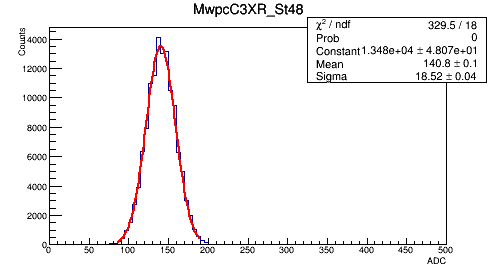 MwpcC3XR_St48
χ² / ndf 329.5 / 18
Prob 0
Constant 1.348e+04 ± 4.807e+01
Mean 140.8 ± 0.1
Sigma 18.52 ± 0.04
Counts
14000
12000
10000
8000
6000
4000
2000
0
0 50 100 150 200 250 300 350 400 450 500
ADC